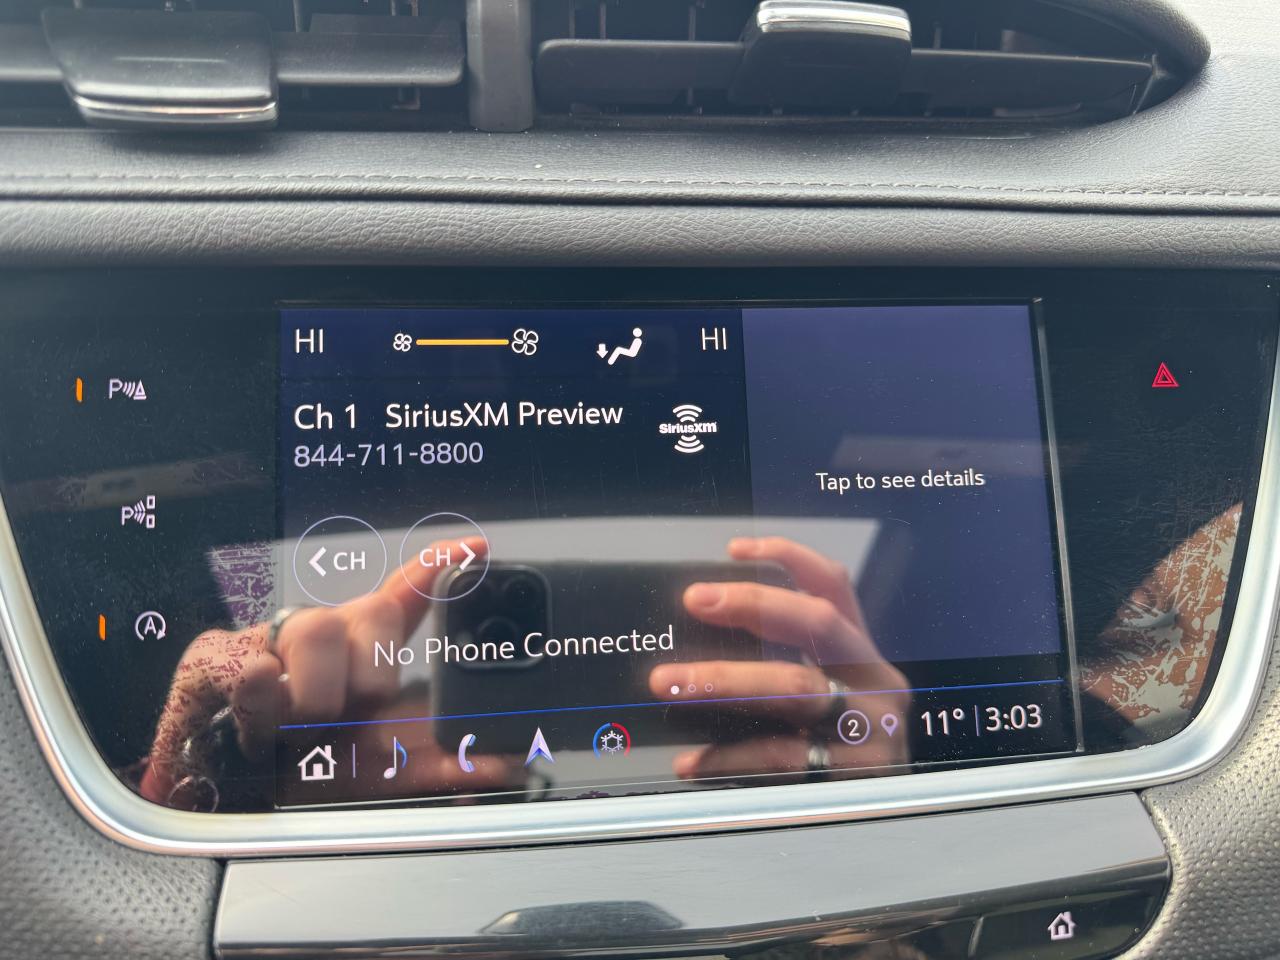 HI HI
Ch 1 SiriusXM Preview
SiriusXM
844-711-8800
Tap to see details
CH CH
No Phone Connected
2 11° 3:03
P
P
A